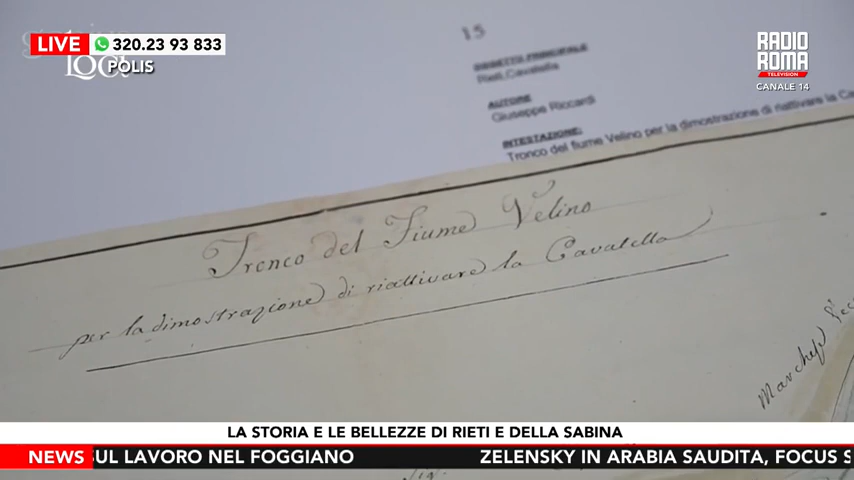 LIVE 320.23 93 833
POLIS
RADIO
ROMA
TELEVISION
CANALE 14
15
OGGETTO PRINCIPALE
Rieti, Cavatella
AUTORE
Giuseppe Riccardi
INTESTAZIONE:
Tronco del fiume Velino per la dimostrazione di riattivare la Ca
Tronco del Fiume Velino
per la dimostrazione di riattivare la Cavatella
LA STORIA E LE BELLEZZE DI RIETI E DELLA SABINA
NEWS SUL LAVORO NEL FOGGIANO ZELENSKY IN ARABIA SAUDITA, FOCUS S